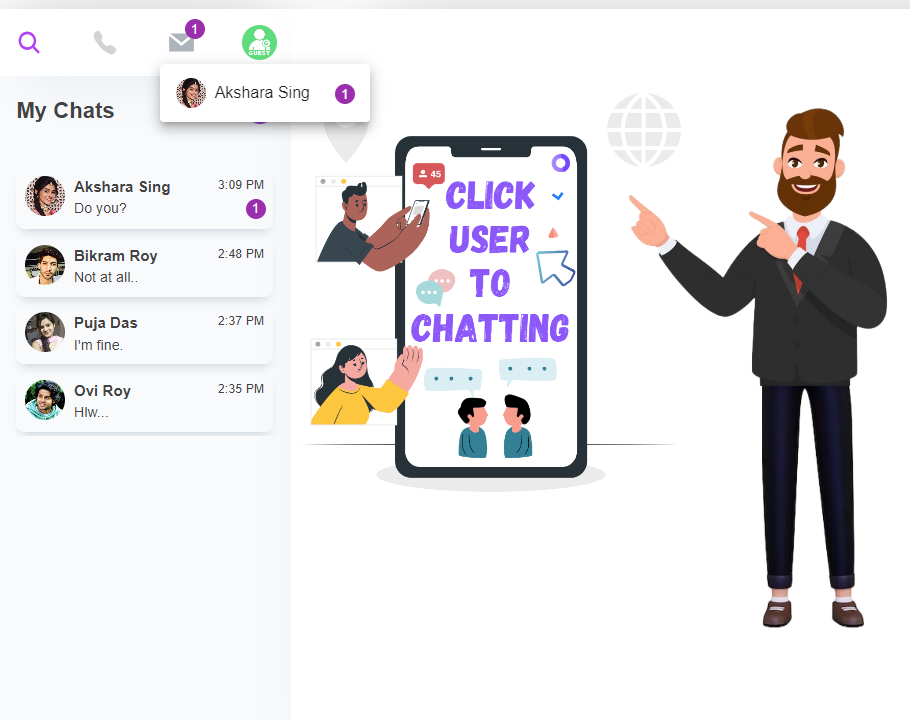 1
GUEST
Akshara Sing
1
My Chats
Akshara Sing
3:09 PM
Do you?
1
Bikram Roy
2:48 PM
Not at all..
Puja Das
2:37 PM
I'm fine.
Ovi Roy
2:35 PM
HIw...
45
CLICK
USER
TO
CHATTING